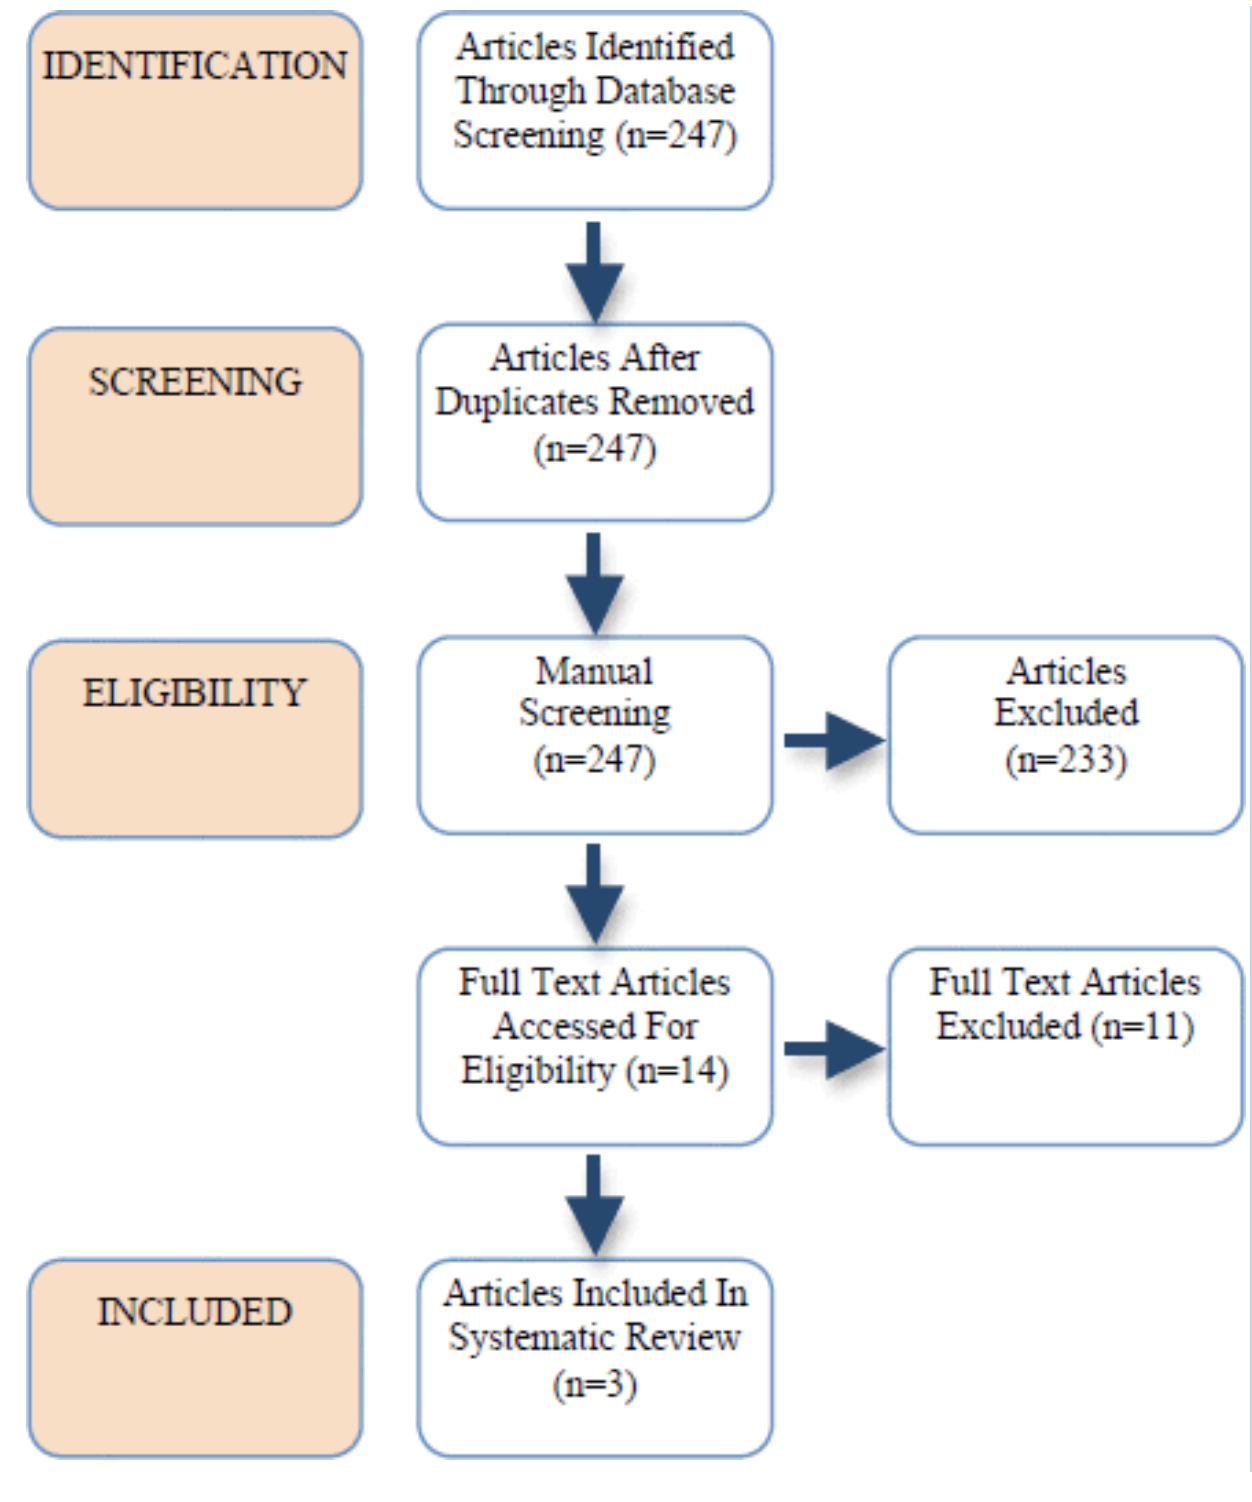 IDENTIFICATION
Articles Identified
Through Database
Screening (n=247)
SCREENING
Articles After
Duplicates Removed
(n=247)
ELIGIBILITY
Manual
Screening
(n=247)
Articles
Excluded
(n=233)
Full Text Articles
Accessed For
Eligibility (n=14)
Full Text Articles
Excluded (n=11)
INCLUDED
Articles Included In
Systematic Review
(n=3)